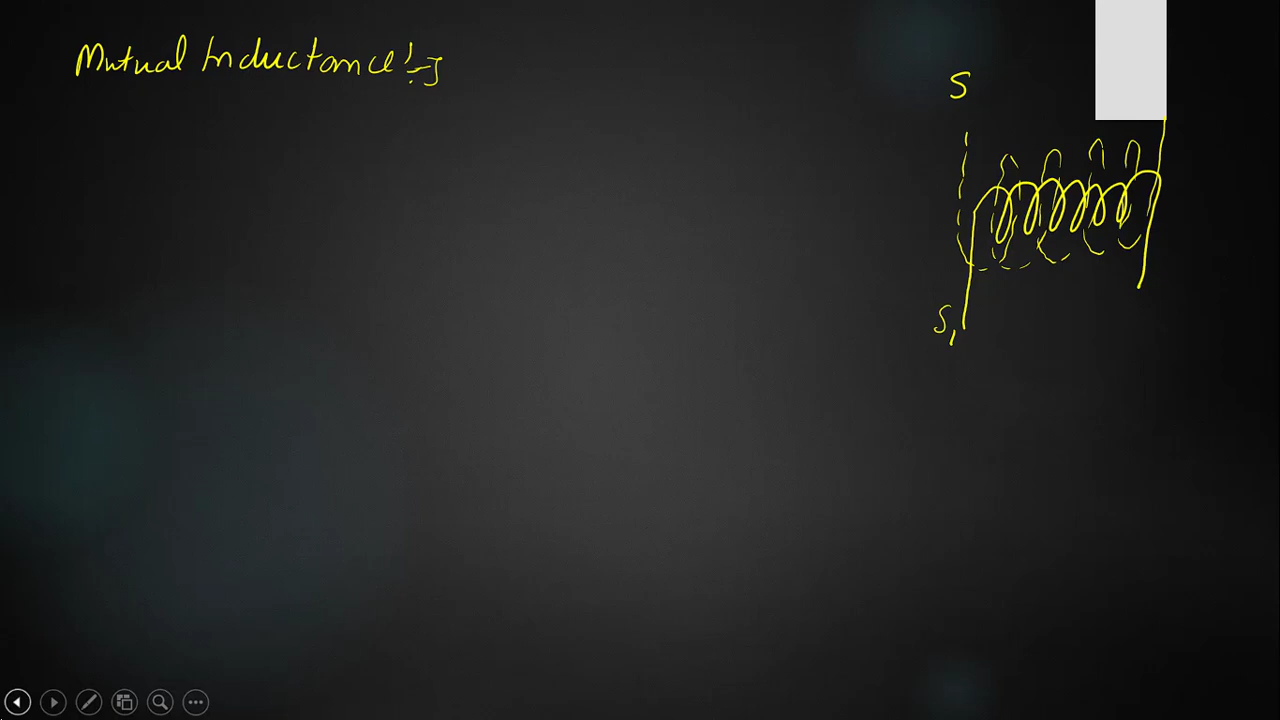 Mutual Inductance :-
S
S₁